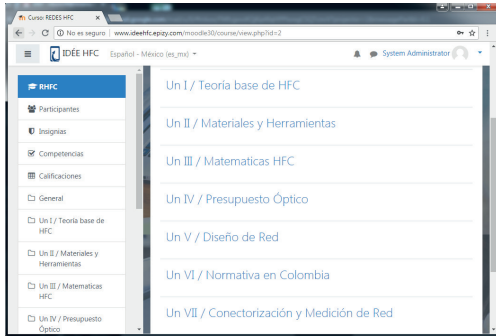 Curso: REDES HFC
No es seguro | www.ideehfc.epizy.com/moodle30/course/view.php?id=2
IDÉE HFC Español - México (es_mx) System Administrator
RHFC
Participantes
Insignias
Competencias
Calificaciones
General
Un I / Teoría base de
HFC
Un II / Materiales y
Herramientas
Un III / Matematicas
HFC
Un IV / Presupuesto
Óptico
Un I / Teoría base de HFC
Un II / Materiales y Herramientas
Un III / Matematicas HFC
Un IV / Presupuesto Óptico
Un V / Diseño de Red
Un VI / Normativa en Colombia
Un VII / Conectorización y Medición de Red